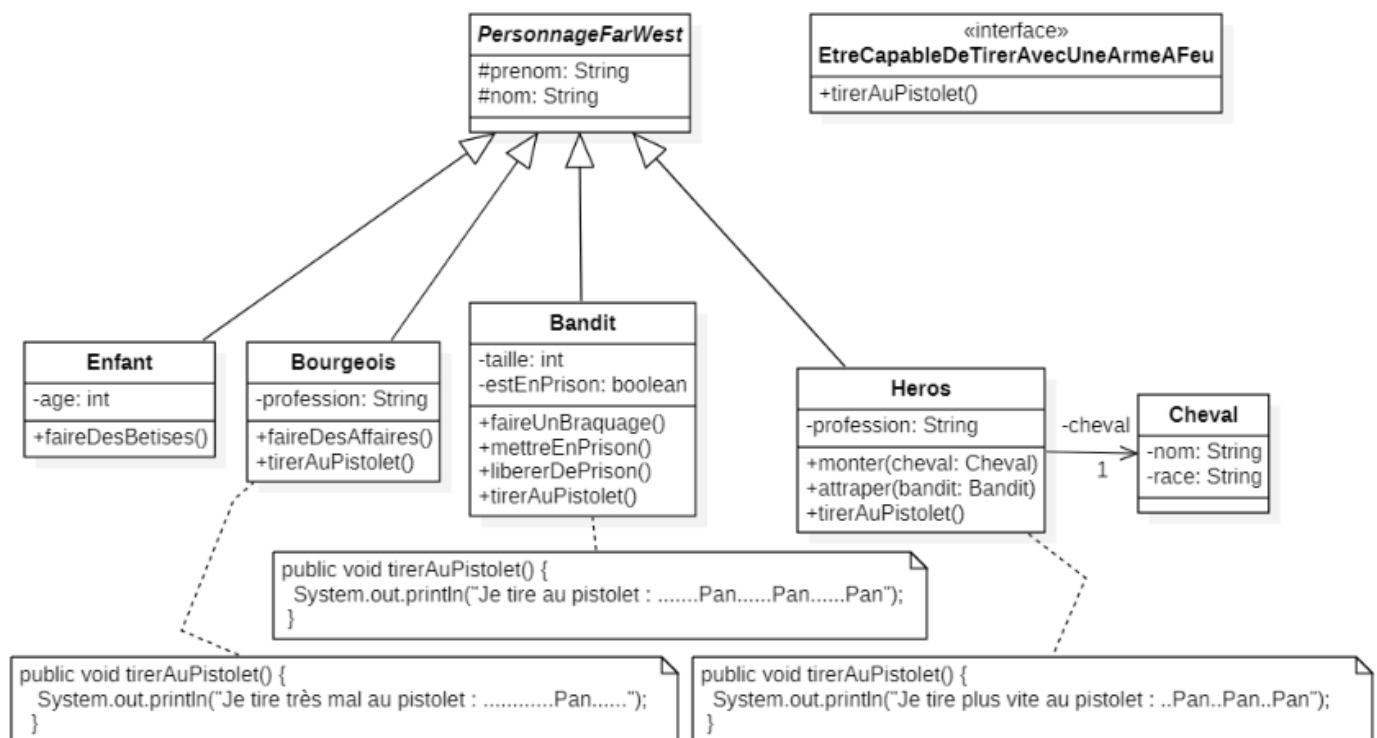 PersonnageFarWest
#prenom: String
#nom: String
«interface»
EtreCapableDeTirerAvecUneArmeAFeu
+tirerAuPistolet()
Enfant
-age: int
+faireDesBetises()
Bourgeois
-profession: String
+faireDesAffaires()
+tirerAuPistolet()
Bandit
-taille: int
-estEnPrison: boolean
+faireUnBraquage()
+mettreEnPrison()
+libererDePrison()
+tirerAuPistolet()
Heros
-profession: String
+monter(cheval: Cheval)
+attraper(bandit: Bandit)
+tirerAuPistolet()
-cheval
1
Cheval
-nom: String
-race: String
public void tirerAuPistolet() {
System.out.println("Je tire au pistolet : .......Pan......Pan......Pan");
}
public void tirerAuPistolet() {
System.out.println("Je tire très mal au pistolet : ............Pan......");
}
public void tirerAuPistolet() {
System.out.println("Je tire plus vite au pistolet : ..Pan..Pan..Pan");
}